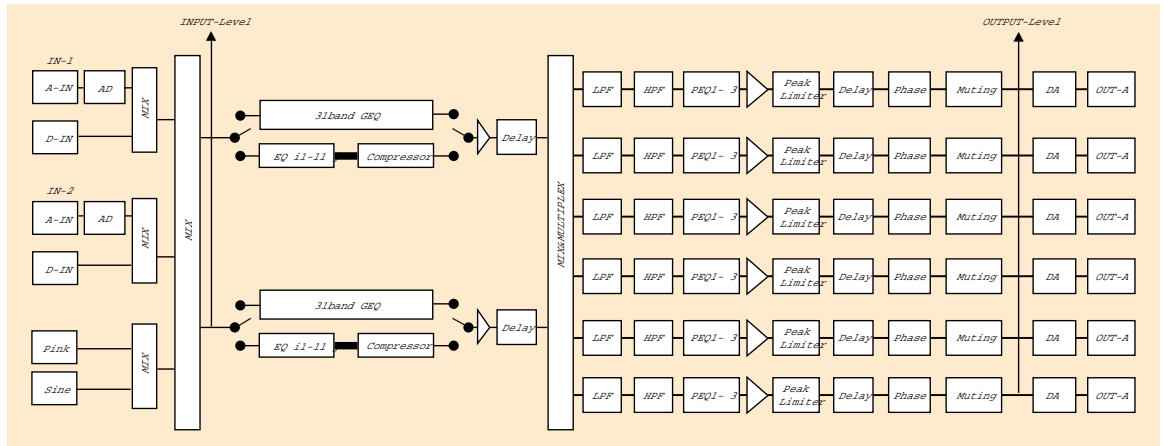 INPUT-Level
OUTPUT-Level
IN-1
A-IN
AD
D-IN
MIX
IN-2
A-IN
AD
D-IN
MIX
Pink
Sine
MIX
MIX
31band GEQ
EQ i1-11
Compressor
Delay
31band GEQ
EQ i1-11
Compressor
Delay
MIX&MULTIPLEX
LPF
HPF
PEQ1- 3
Peak
Limiter
Delay
Phase
Muting
DA
OUT-A
LPF
HPF
PEQ1- 3
Peak
Limiter
Delay
Phase
Muting
DA
OUT-A
LPF
HPF
PEQ1- 3
Peak
Limiter
Delay
Phase
Muting
DA
OUT-A
LPF
HPF
PEQ1- 3
Peak
Limiter
Delay
Phase
Muting
DA
OUT-A
LPF
HPF
PEQ1- 3
Peak
Limiter
Delay
Phase
Muting
DA
OUT-A
LPF
HPF
PEQ1- 3
Peak
Limiter
Delay
Phase
Muting
DA
OUT-A